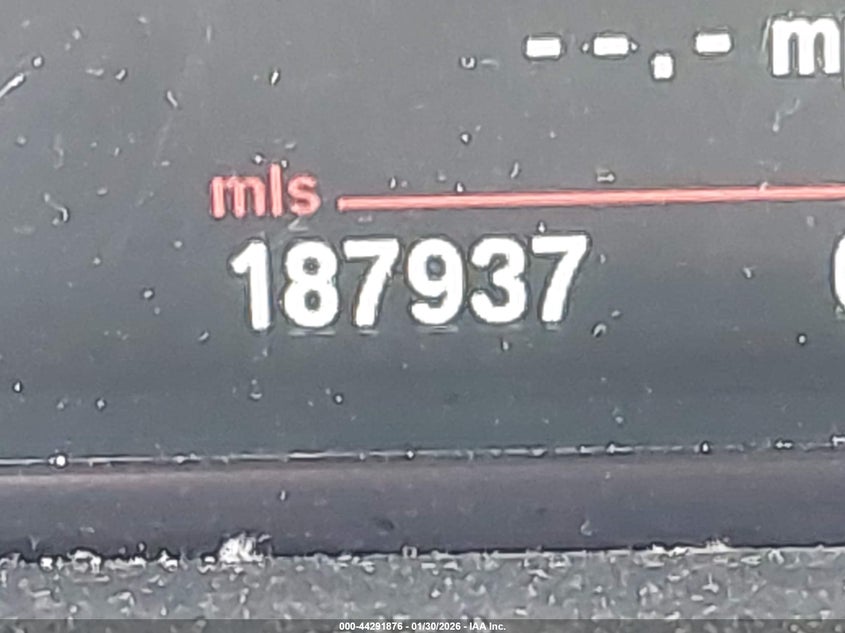 --.- m
mls
187937
000-44291876 - 01/30/2026 - IAA Inc.